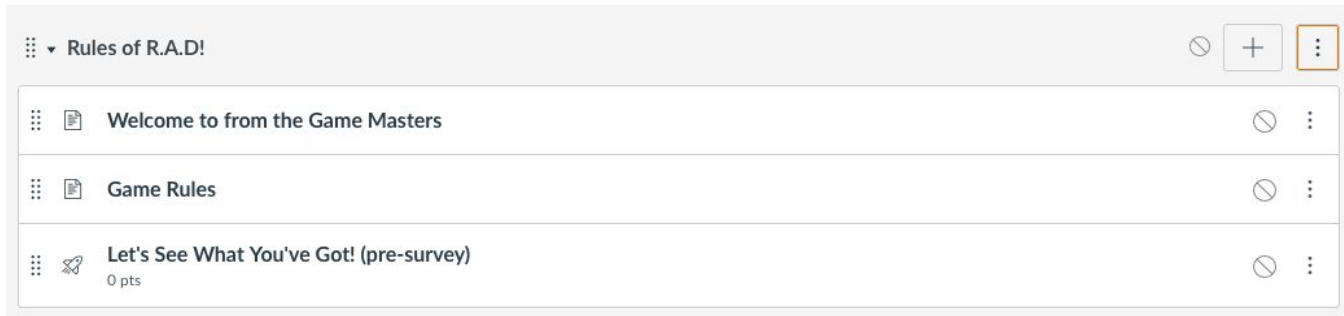 Rules of R.A.D!
Welcome to from the Game Masters
Game Rules
Let's See What You've Got! (pre-survey)
0 pts